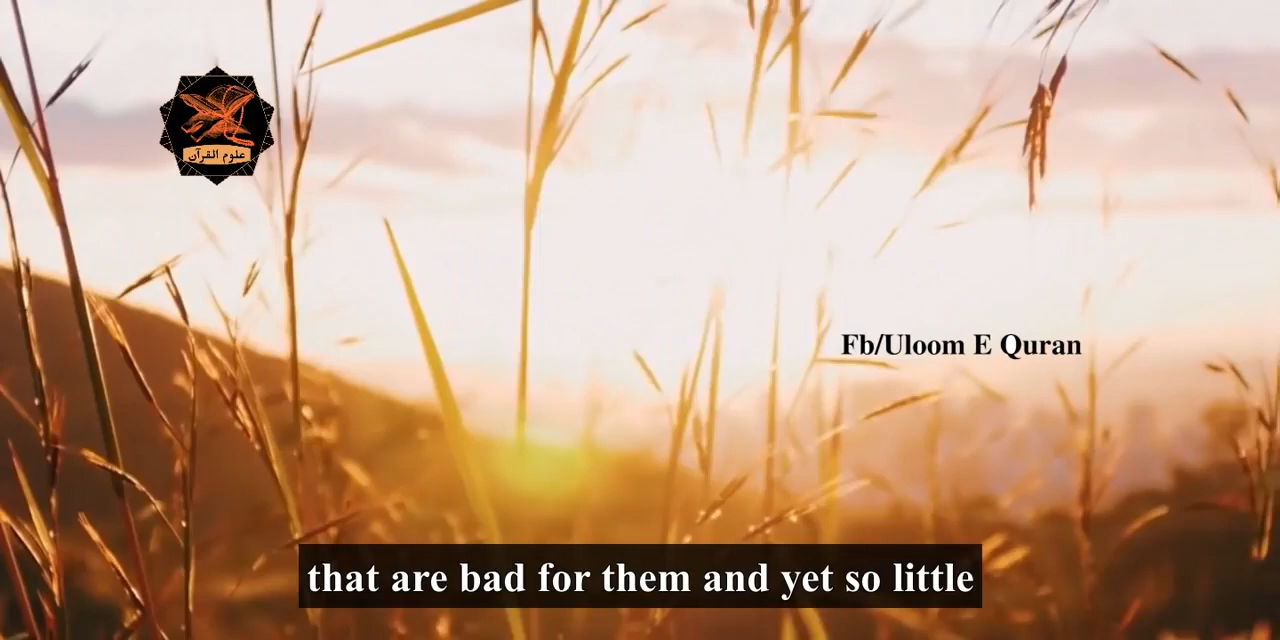 علوم القرآن
Fb/Uloom E Quran
that are bad for them and yet so little